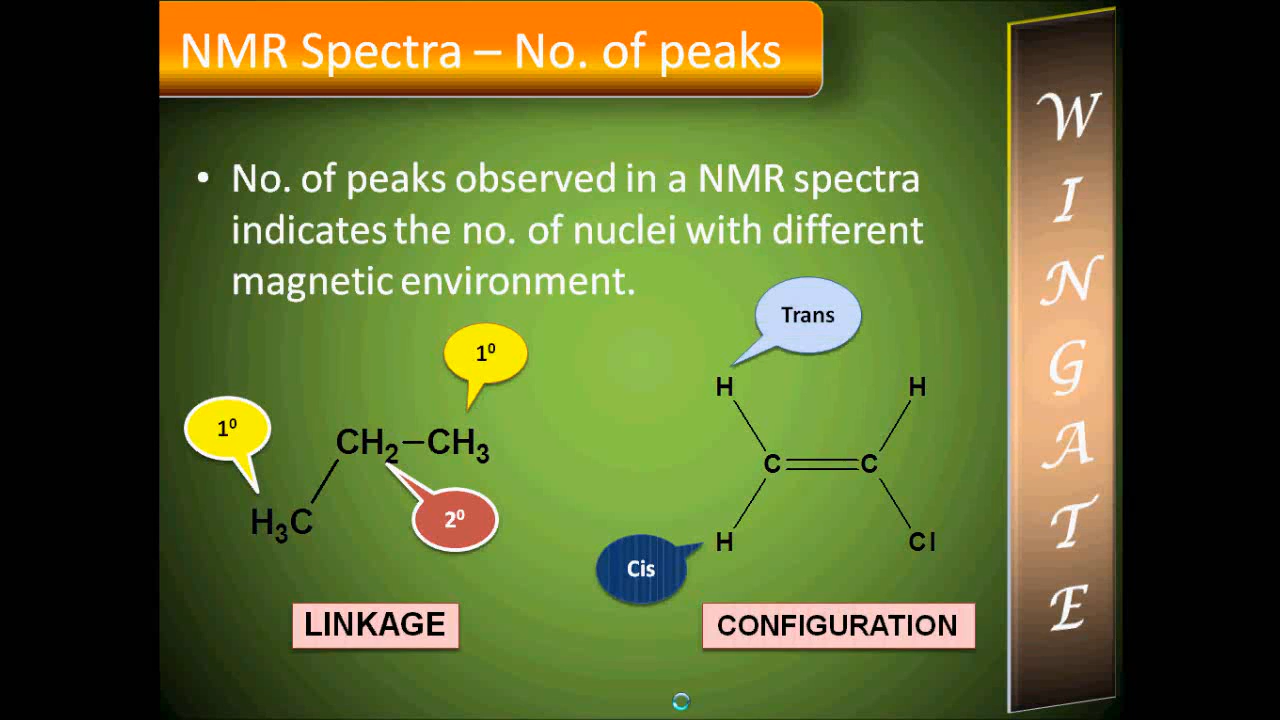 NMR Spectra – No. of peaks
• No. of peaks observed in a NMR spectra
indicates the no. of nuclei with different
magnetic environment.
Trans
1⁰
H H
1⁰
CH₂–CH₃
C C
2⁰
H₃C
H Cl
Cis
LINKAGE
CONFIGURATION
W
I
N
G
A
T
E